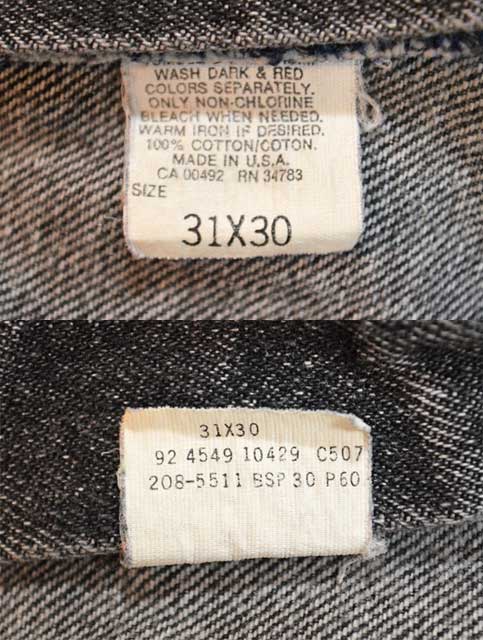 WASH DARK & RED
COLORS SEPARATELY.
ONLY NON-CHLORINE
BLEACH WHEN NEEDED.
WARM IRON IF DESIRED.
100% COTTON/COTON.
MADE IN U.S.A.
CA 00492 RN 34783
SIZE
31X30
31X30
92 4549 10429 C507
208-5511 BSP 30 P60